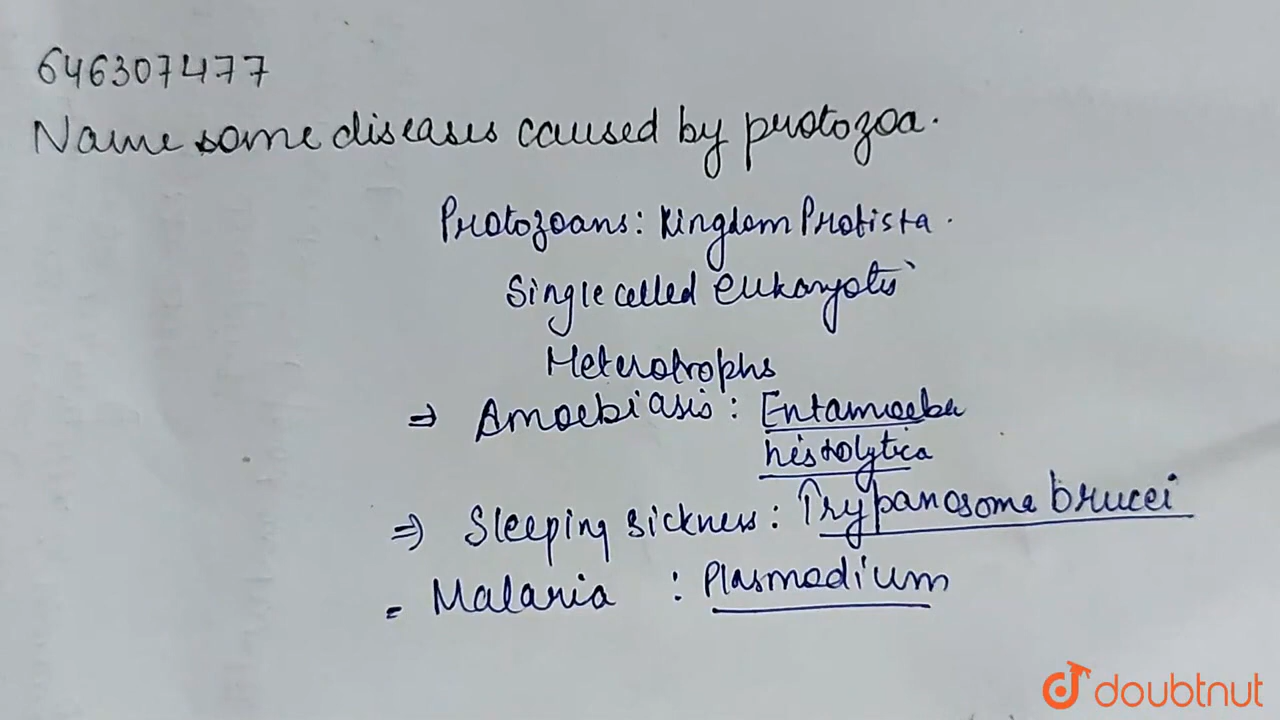 646307477
Name some diseases caused by protozoa.
Protozoans: Kingdom Protista.
Single celled eukaryotis
Heterotrophs
⇒ Amoebiasis: Entamoeba
histolytica
⇒ Sleeping sickness: Trypanosoma brucei
= Malaria : Plasmodium
doubtnut